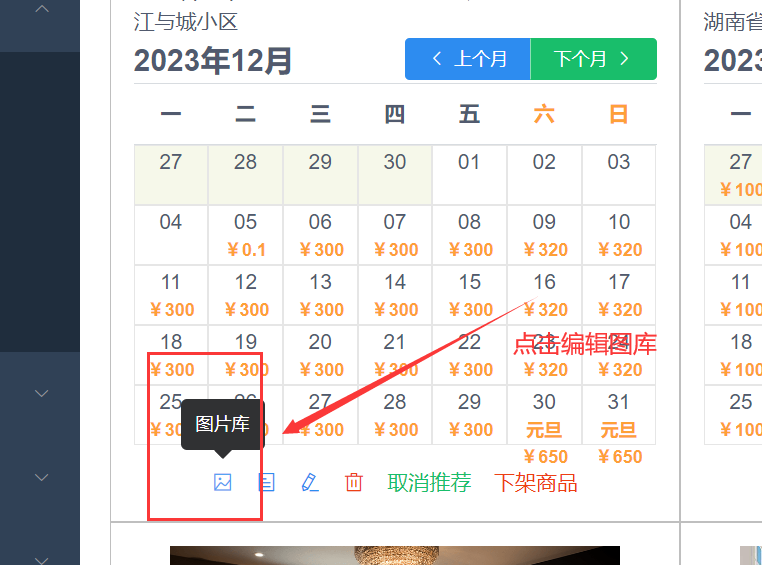 江与城小区
湖南省
2023年12月
上个月
下个月
2023
一 二 三 四 五 六 日
一
27 28 29 30 01 02 03
27
¥100
04 05 06 07 08 09 10
04
¥0.1 ¥300 ¥300 ¥300 ¥320 ¥320
¥100
11 12 13 14 15 16 17
11
¥300 ¥300 ¥300 ¥300 ¥300 ¥320 ¥320
¥100
18 19 20 21 22 23 24
18
点击编辑图库
¥300 ¥300 ¥300 ¥300 ¥300 ¥320 ¥320
¥100
25 26 27 28 29 30 31
25
图片库
¥300 ¥300 ¥300 元旦 元旦
¥100
¥650 ¥650
取消推荐 下架商品